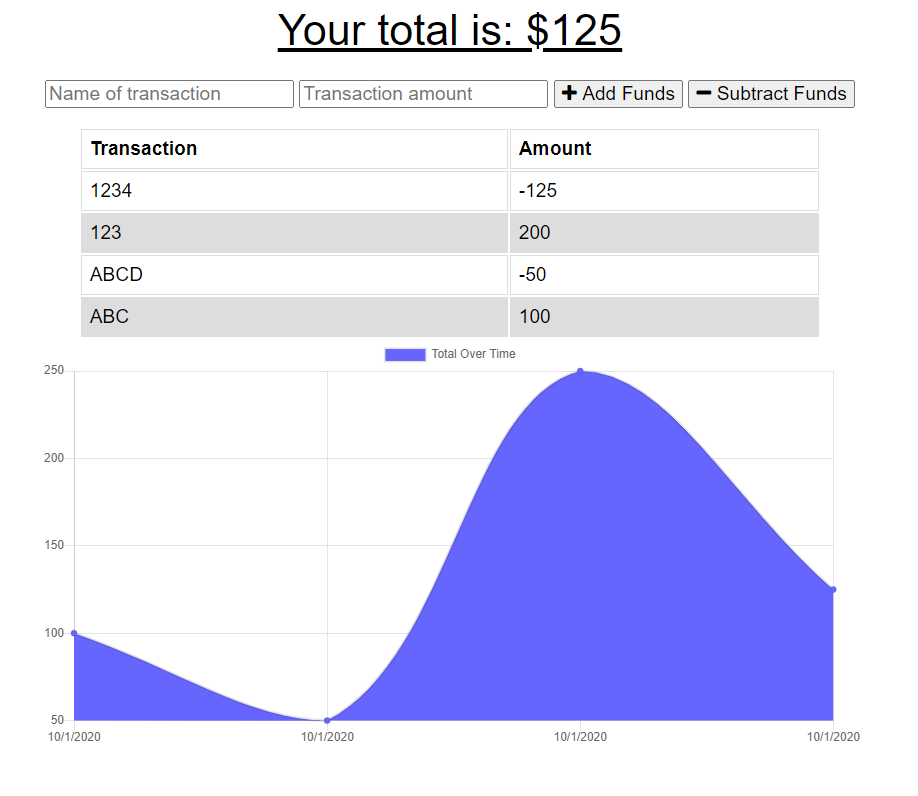 Your total is: $125
Name of transaction Transaction amount Add Funds Subtract Funds
Transaction Amount
1234 -125
123 200
ABCD -50
ABC 100
Total Over Time
250
200
150
100
50
10/1/2020 10/1/2020 10/1/2020 10/1/2020